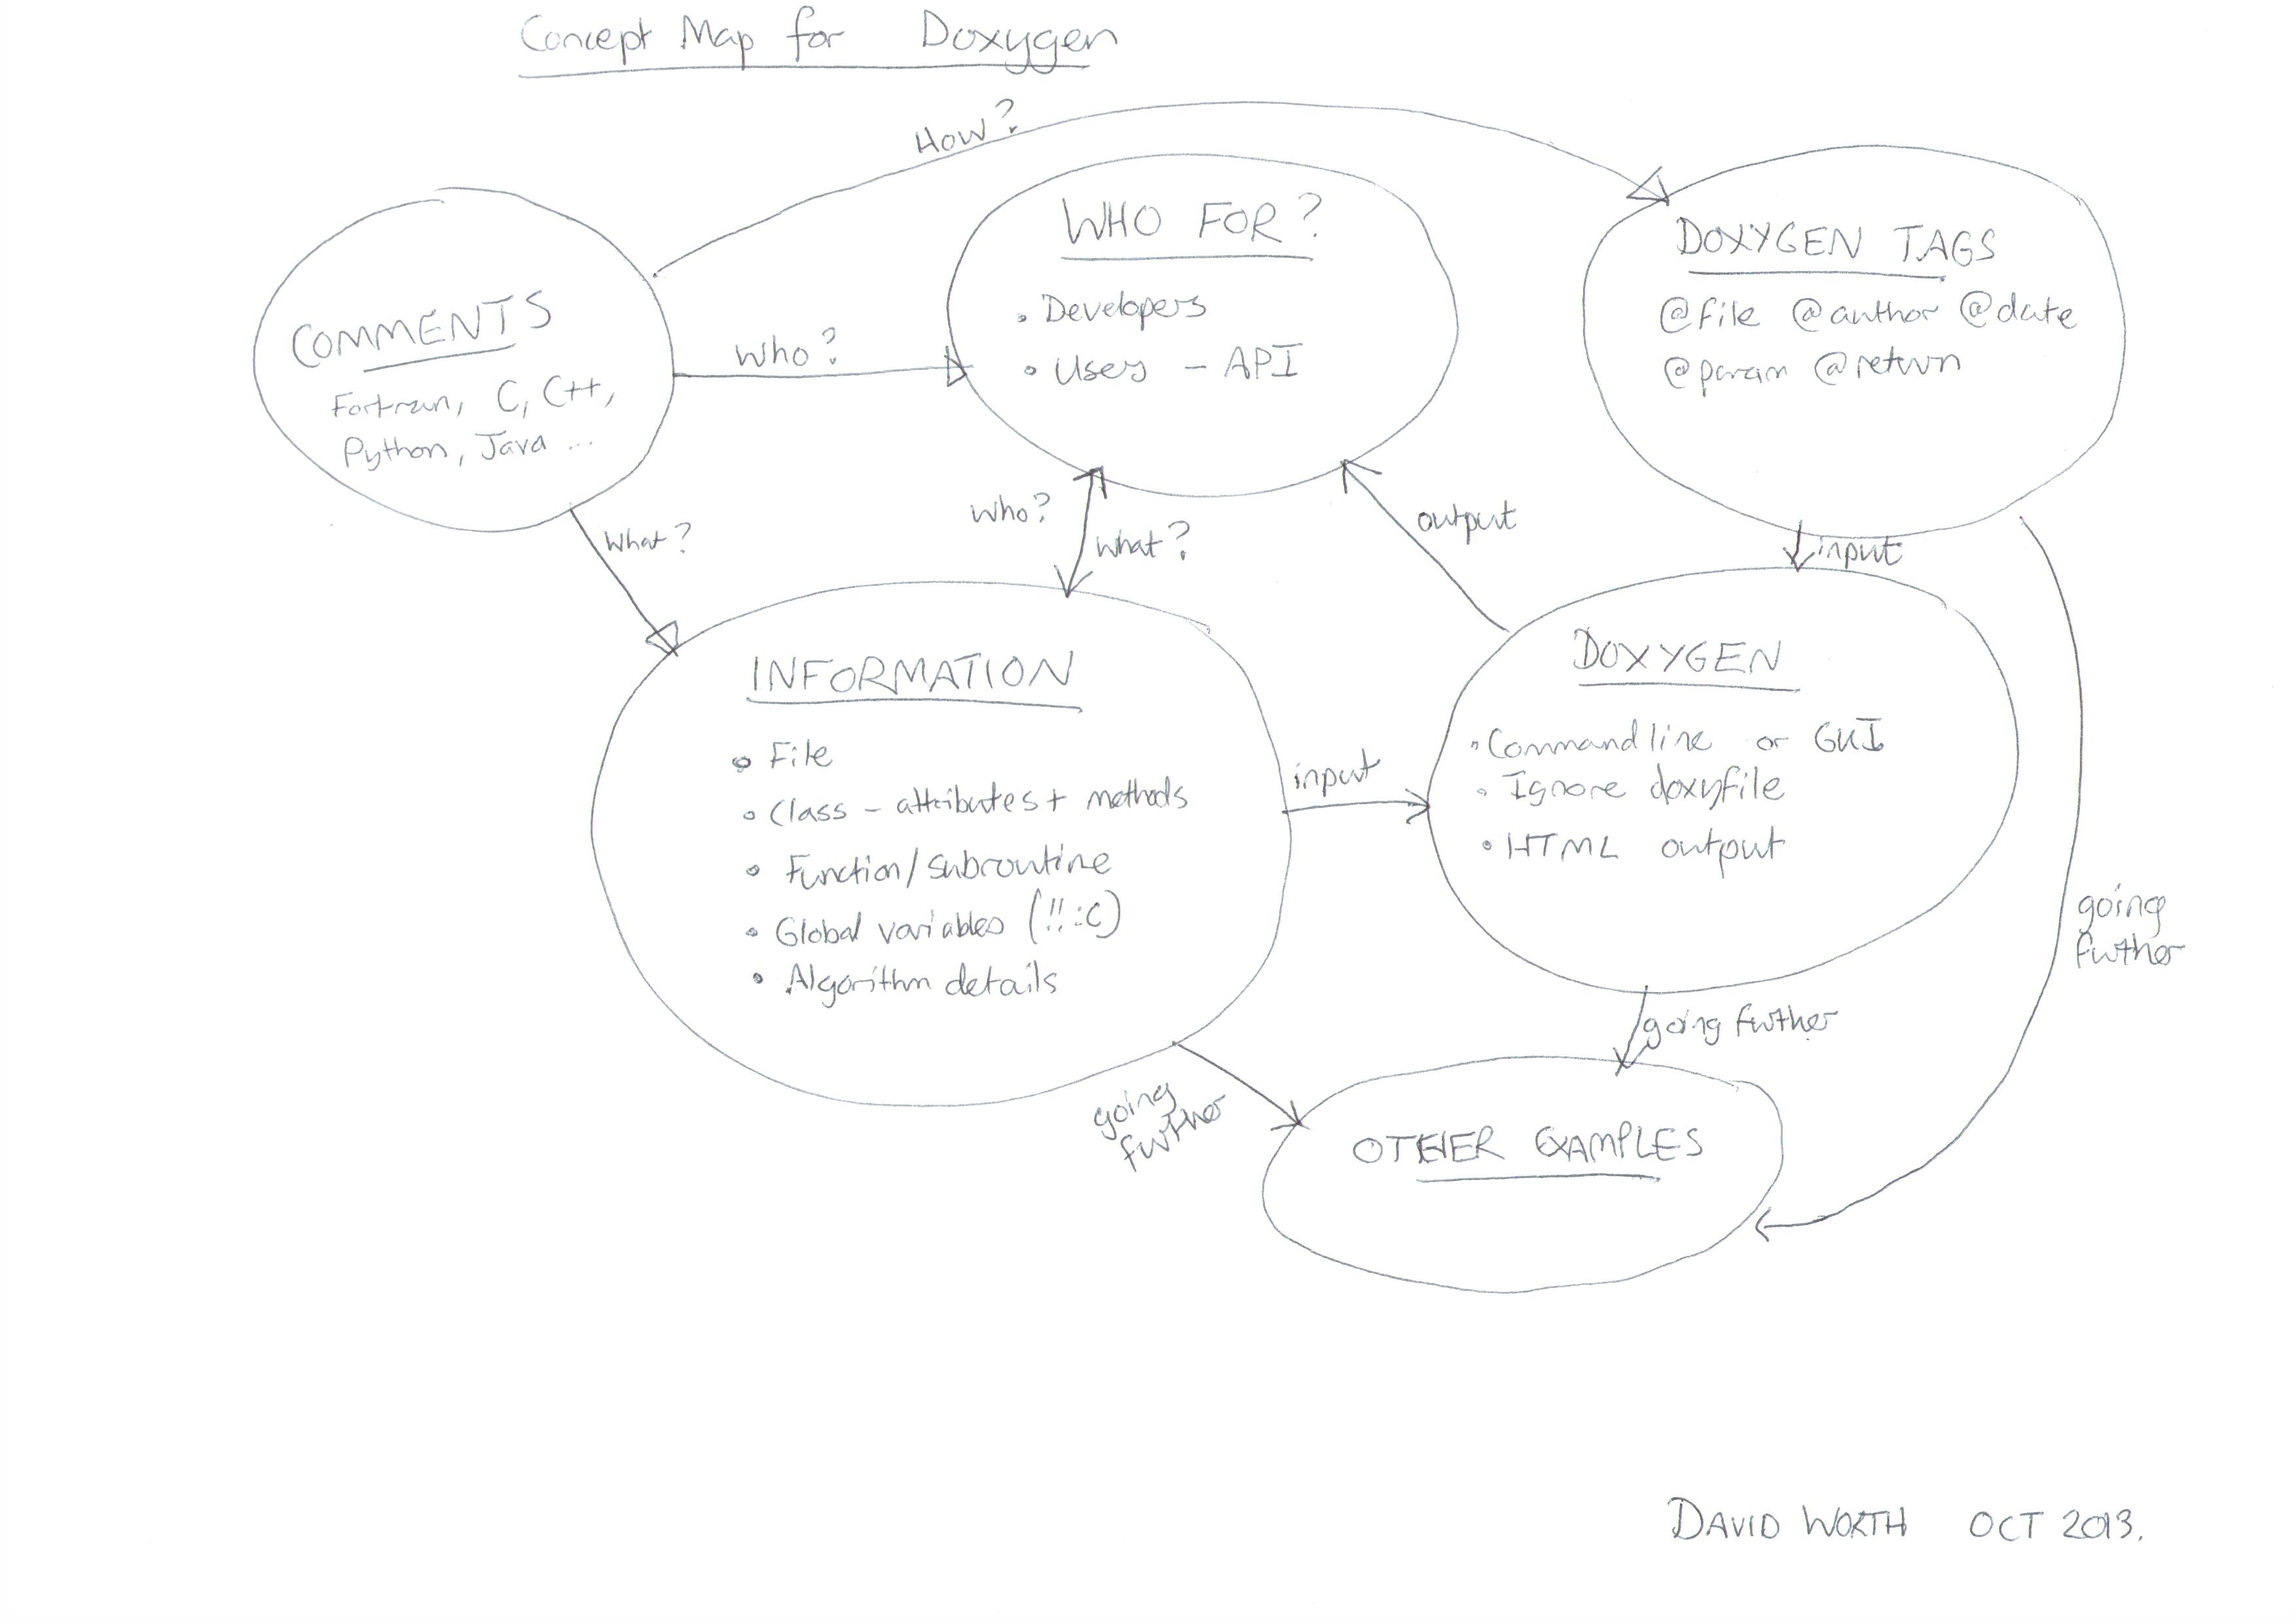 Concept Map for Doxygen
How?
COMMENTS
Fortran, C, C++,
Python, Java ...
Who?
WHO FOR?
• Developers
• Users - API
DOXYGEN TAGS
@file @author @date
@param @return
What?
Who?
What?
output
input
INFORMATION
• File
• Class - attributes + methods
• Function/subroutine
• Global variables (!! :C)
• Algorithm details
input
DOXYGEN
• Command line or GUI
• Ignore doxyfile
• HTML output
going
further
going further
going
further
OTHER EXAMPLES
DAVID WORTH OCT 2013.